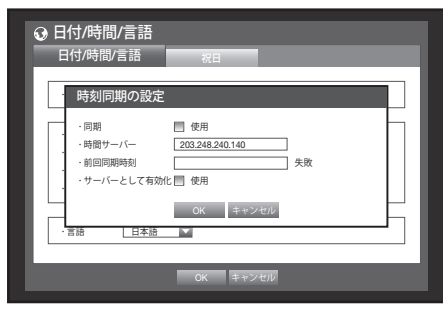 日付/時間/言語
日付/時間/言語 祝日
時刻同期の設定
・同期 使用
・時間サーバー 203.248.240.140
・前回同期時刻 失敗
・サーバーとして有効化 使用
OK キャンセル
・言語 日本語
OK キャンセル